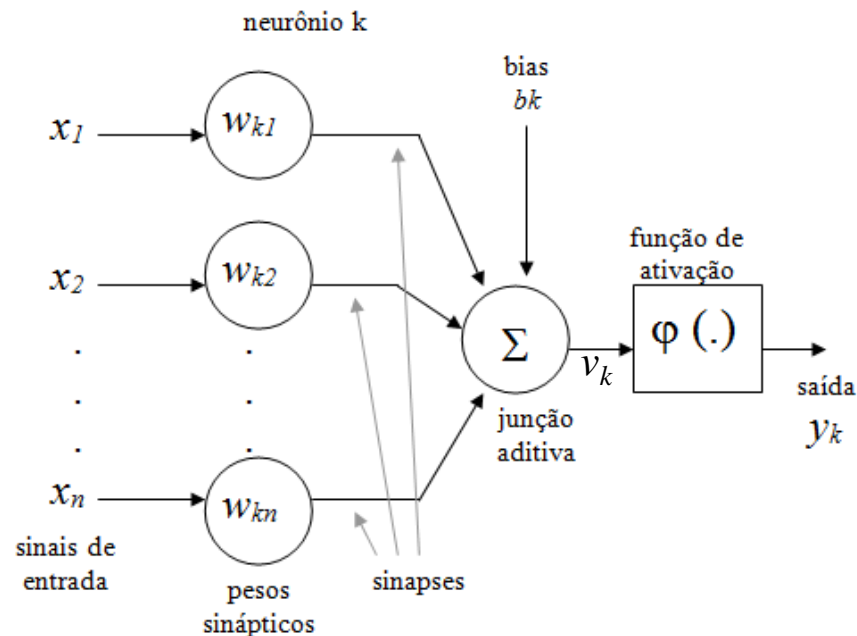 neurônio k
bias
bk
x1
wk1
x2
wk2
função de
ativação
Σ
vk
φ (.)
saída
yk
junção
aditiva
.
.
.
.
.
.
xn
wkn
sinais de
entrada
pesos
sinápticos
sinapses